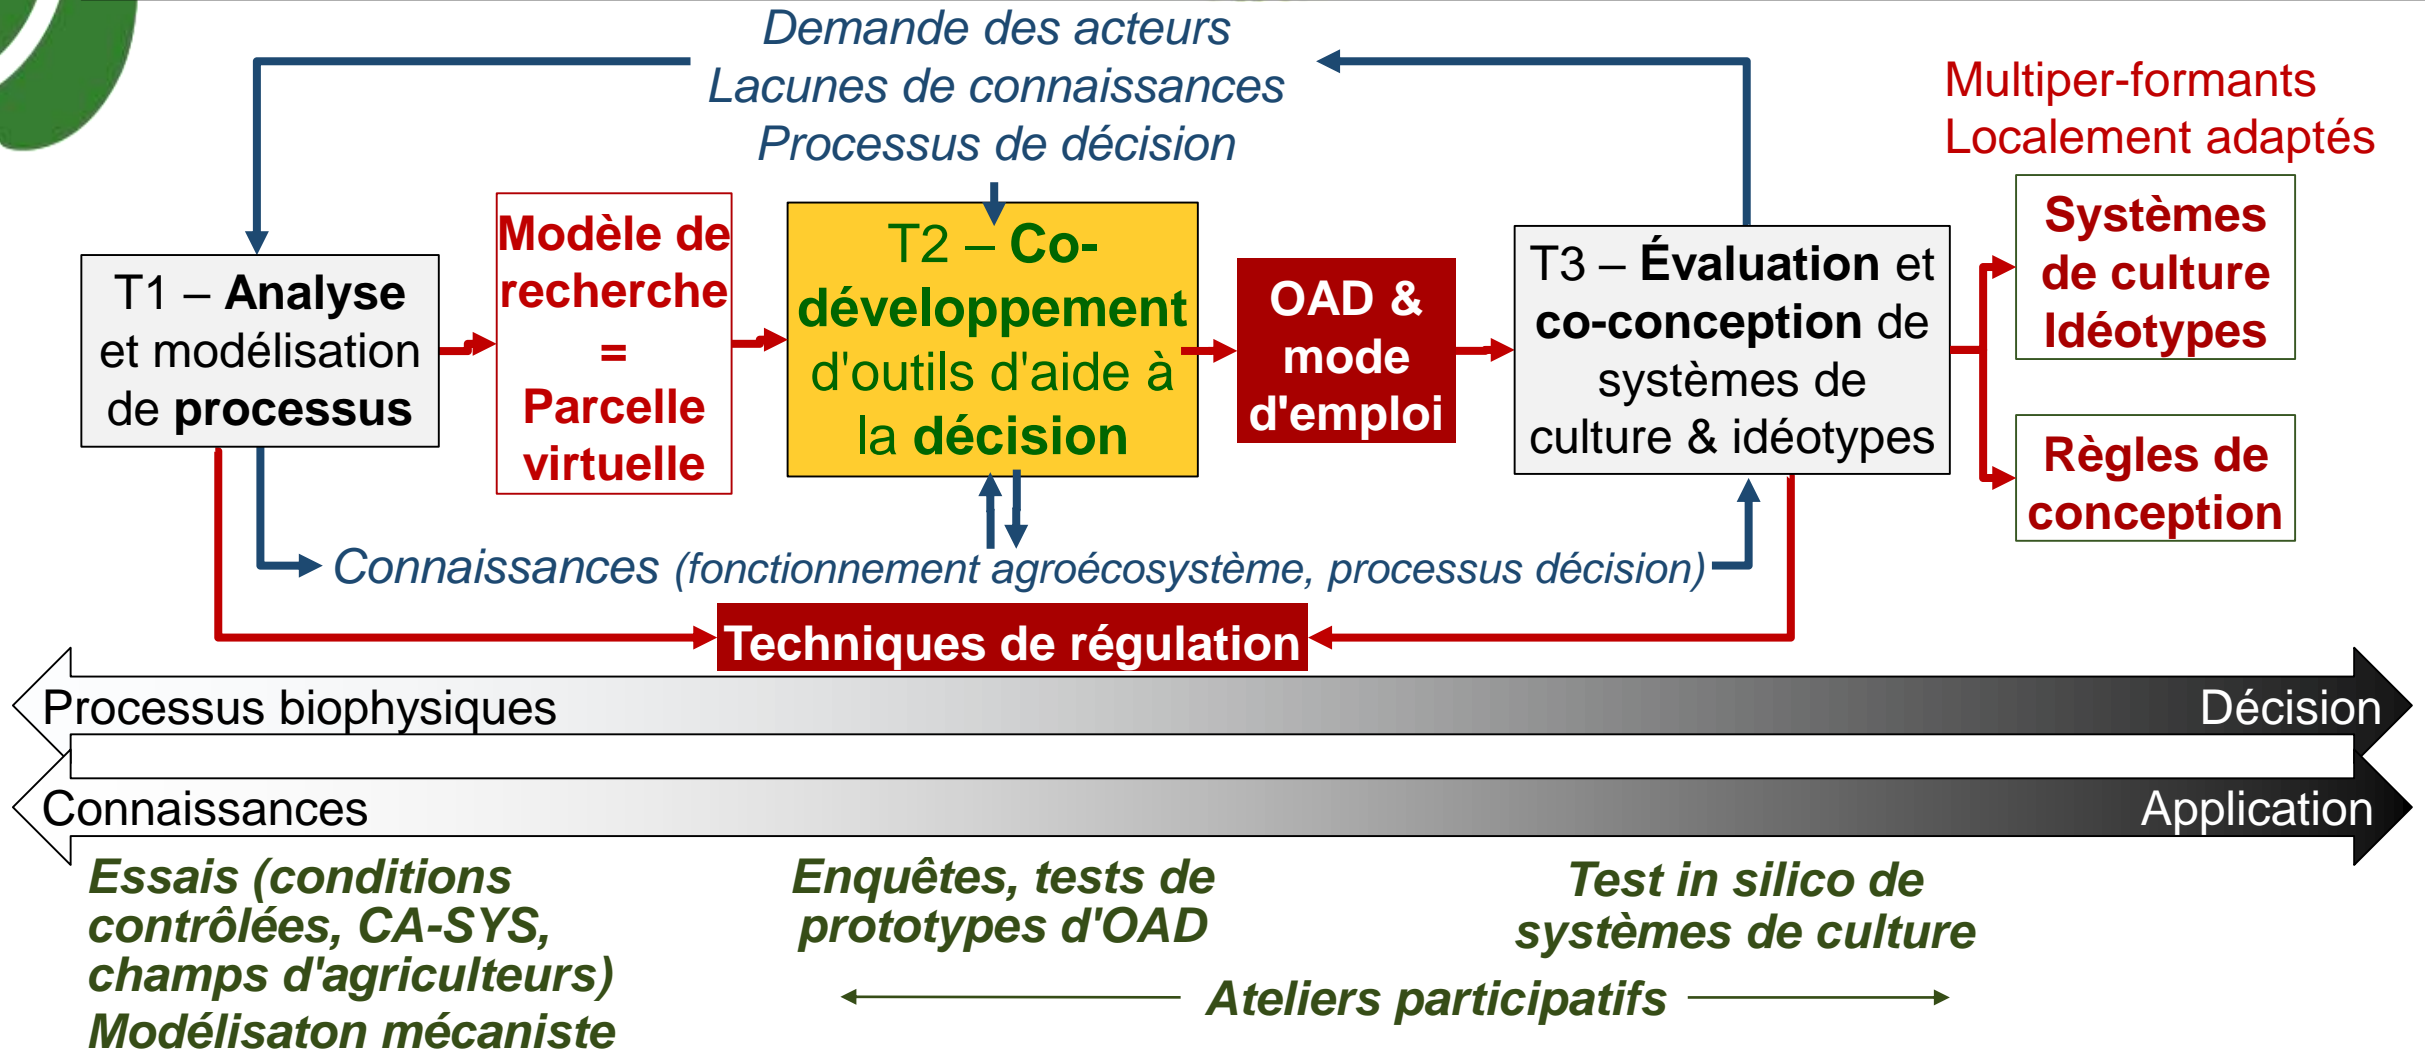 Demande des acteurs
Lacunes de connaissances
Processus de décision
Multiper-formants
Localement adaptés
T1 – Analyse
et modélisation
de processus
Modèle de
recherche
=
Parcelle
virtuelle
T2 – Co-
développement
d'outils d'aide à
la décision
OAD &
mode
d'emploi
T3 – Évaluation et
co-conception de
systèmes de
culture & idéotypes
Systèmes
de culture
Idéotypes
Règles de
conception
Connaissances (fonctionnement agroécosystème, processus décision)
Techniques de régulation
Processus biophysiques
Décision
Connaissances
Application
Essais (conditions
contrôlées, CA-SYS,
champs d'agriculteurs)
Modélisaton mécaniste
Enquêtes, tests de
prototypes d'OAD
Test in silico de
systèmes de culture
Ateliers participatifs